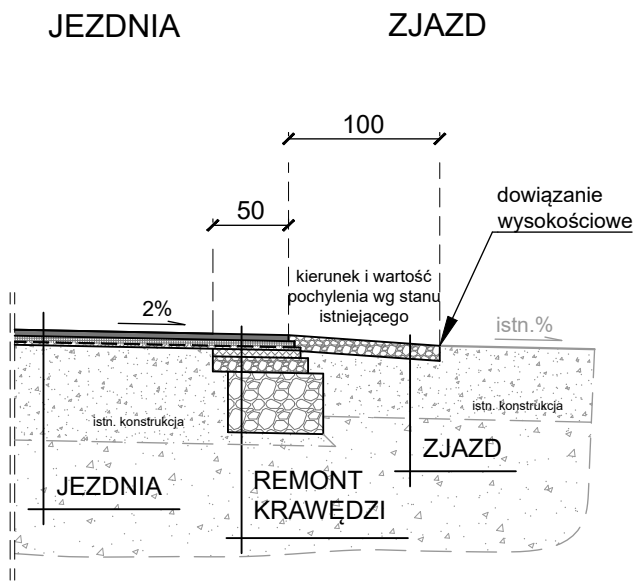 JEZDNIA
ZJAZD
100
dowiązanie
wysokościowe
50
kierunek i wartość
pochylenia wg stanu
istniejącego
2%
istn.%
istn. konstrukcja
istn. konstrukcja
ZJAZD
JEZDNIA
REMONT
KRAWĘDZI